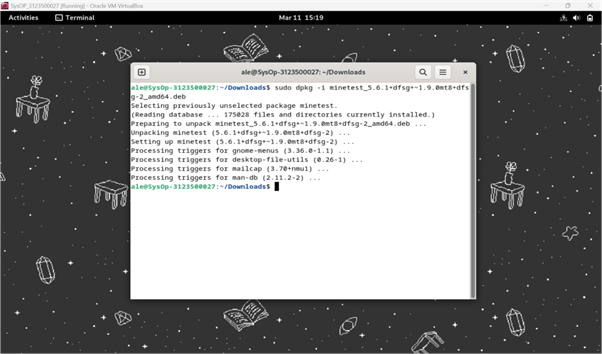 SysOP_3123500027 [Running] - Oracle VM VirtualBox
Activities
Terminal
Mar 11 15:19
ale@SysOp-3123500027: ~/Downloads
ale@SysOp-3123500027:~/Downloads$ sudo dpkg -i minetest_5.6.1+dfsg+~1.9.0mt8+dfs
g-2_amd64.deb
Selecting previously unselected package minetest.
(Reading database ... 175028 files and directories currently installed.)
Preparing to unpack minetest_5.6.1+dfsg+~1.9.0mt8+dfsg-2_amd64.deb ...
Unpacking minetest (5.6.1+dfsg+~1.9.0mt8+dfsg-2) ...
Setting up minetest (5.6.1+dfsg+~1.9.0mt8+dfsg-2) ...
Processing triggers for gnome-menus (3.36.0-1.1) ...
Processing triggers for desktop-file-utils (0.26-1) ...
Processing triggers for mailcap (3.70+nmu1) ...
Processing triggers for man-db (2.11.2-2) ...
ale@SysOp-3123500027:~/Downloads$